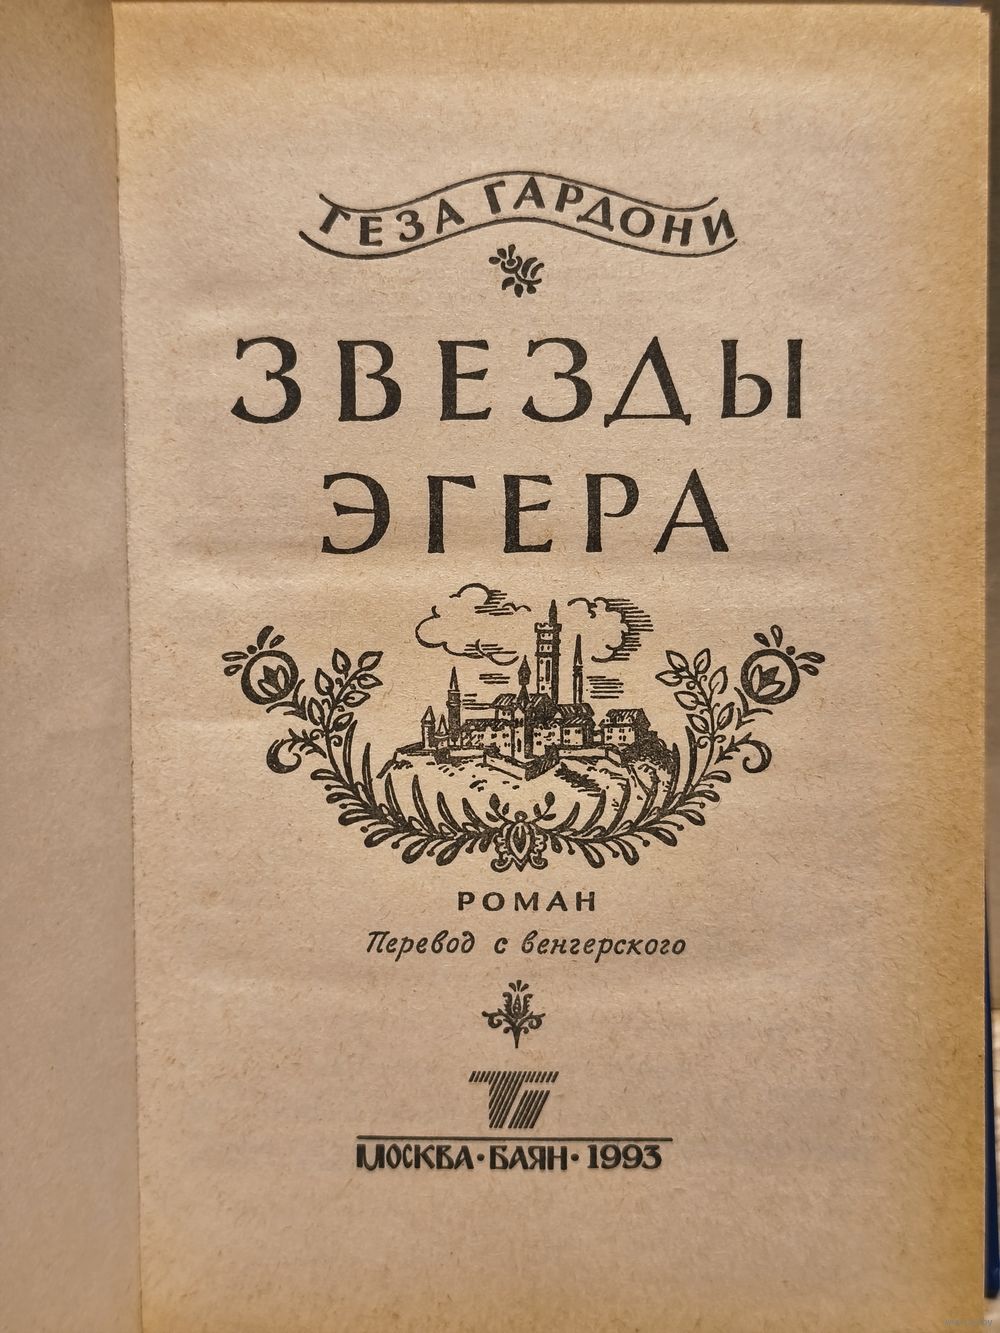 ГЕЗА ГАРДОНИ
ЗВЕЗДЫ
ЭГЕРА
РОМАН
Перевод с венгерского
МОСКВА · БАЯН · 1993